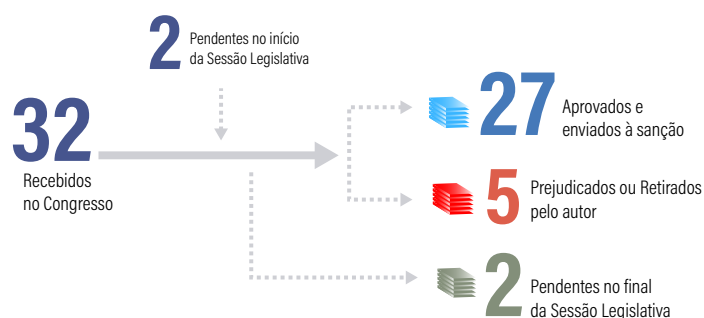 2
Pendentes no início
da Sessão Legislativa
32
Recebidos
no Congresso
27
Aprovados e
enviados à sanção
5
Prejudicados ou Retirados
pelo autor
2
Pendentes no final
da Sessão Legislativa